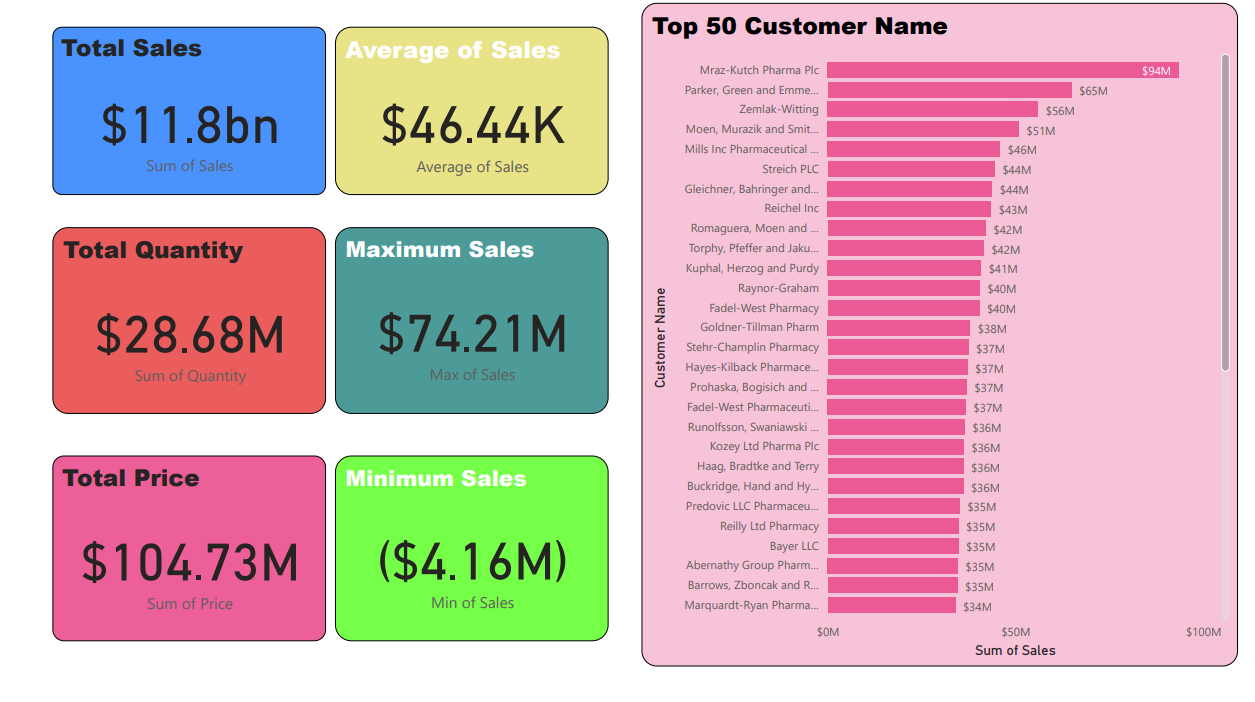 Total Sales
$11.8bn
Sum of Sales
Average of Sales
$46.44K
Average of Sales
Total Quantity
$28.68M
Sum of Quantity
Maximum Sales
$74.21M
Max of Sales
Total Price
$104.73M
Sum of Price
Minimum Sales
($4.16M)
Min of Sales
Top 50 Customer Name
Customer Name
Mraz-Kutch Pharma Plc $94M
Parker, Green and Emme... $65M
Zemlak-Witting $56M
Moen, Murazik and Smit... $51M
Mills Inc Pharmaceutical ... $46M
Streich PLC $44M
Gleichner, Bahringer and... $44M
Reichel Inc $43M
Romaguera, Moen and ... $42M
Torphy, Pfeffer and Jaku... $42M
Kuphal, Herzog and Purdy $41M
Raynor-Graham $40M
Fadel-West Pharmacy $40M
Goldner-Tillman Pharm $38M
Stehr-Champlin Pharmacy $37M
Hayes-Kilback Pharmace... $37M
Prohaska, Bogisich and ... $37M
Fadel-West Pharmaceuti... $37M
Runolfsson, Swaniawski ... $36M
Kozey Ltd Pharma Plc $36M
Haag, Bradtke and Terry $36M
Buckridge, Hand and Hy... $36M
Predovic LLC Pharmaceu... $35M
Reilly Ltd Pharmacy $35M
Bayer LLC $35M
Abernathy Group Pharm... $35M
Barrows, Zboncak and R... $35M
Marquardt-Ryan Pharma... $34M
$0M $50M $100M
Sum of Sales